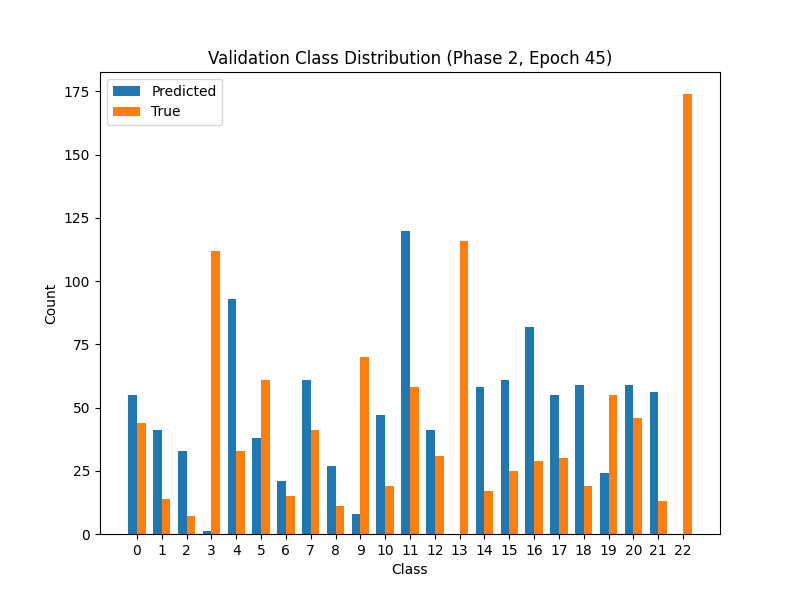 Validation Class Distribution (Phase 2, Epoch 45)
Predicted
True
175
150
125
100
75
50
25
0
Count
0 1 2 3 4 5 6 7 8 9 10 11 12 13 14 15 16 17 18 19 20 21 22
Class